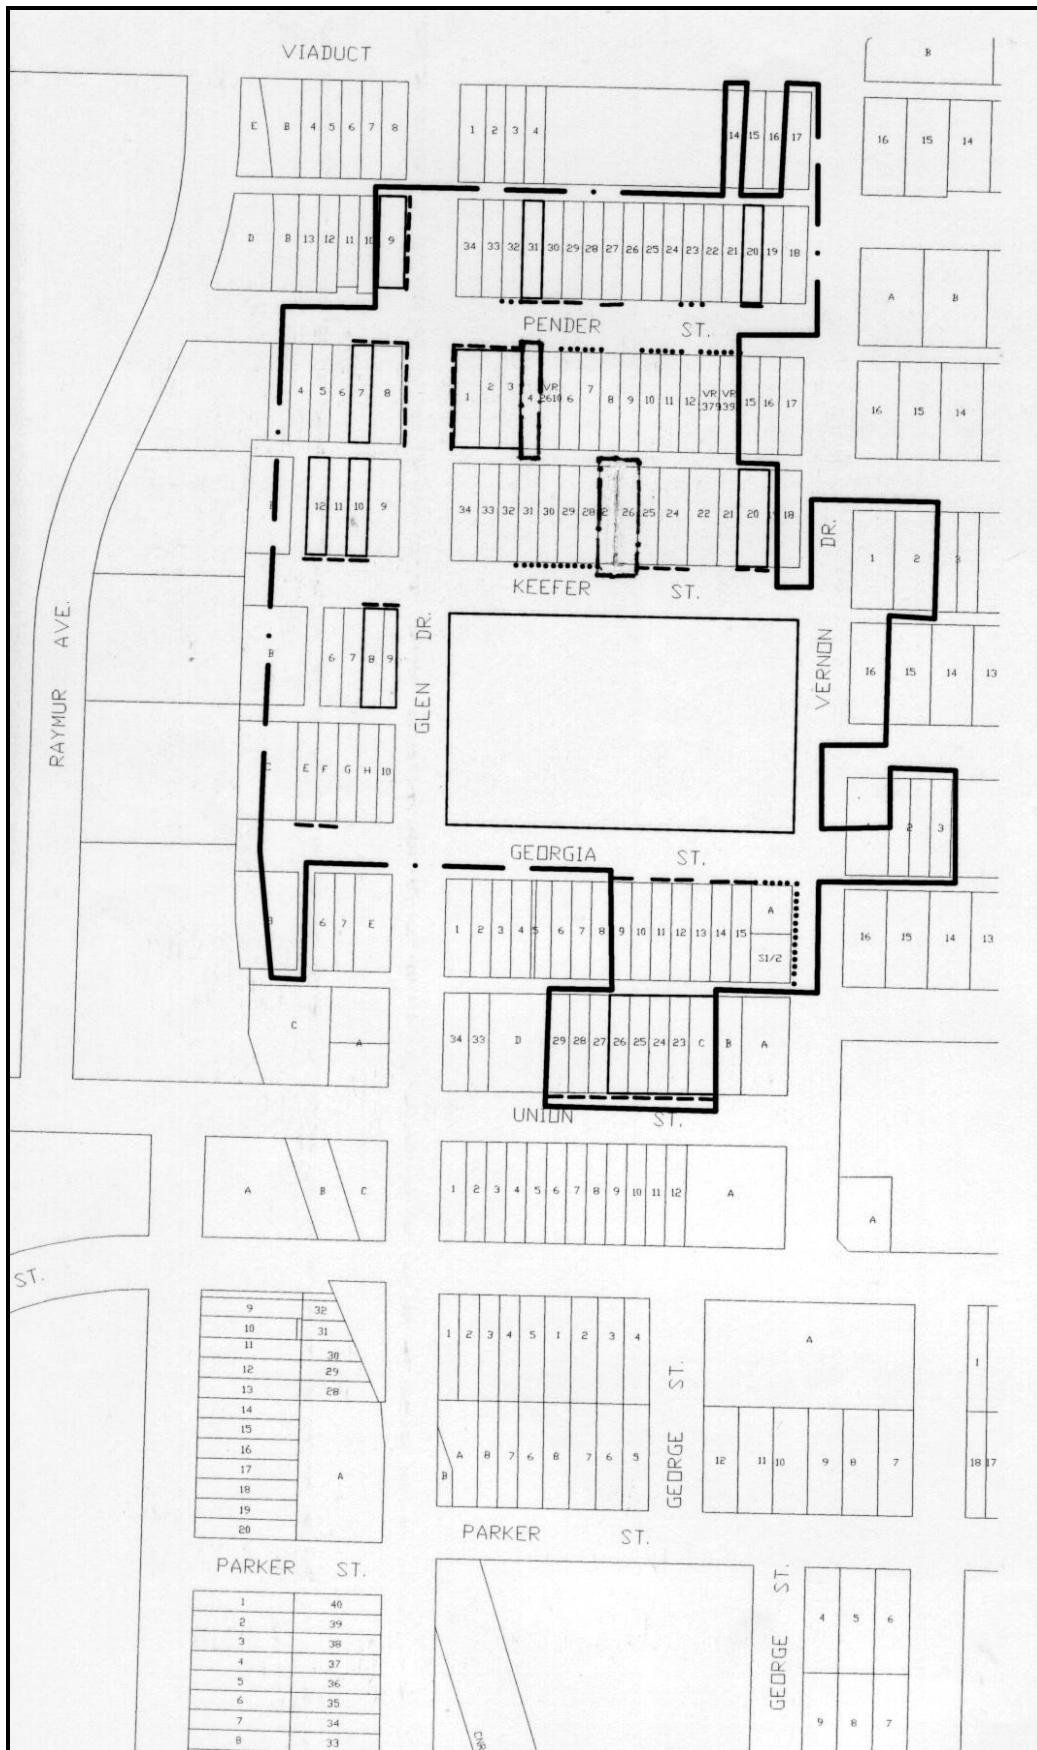 VIADUCT
B
E B 4 5 6 7 8
1 2 3 4
14 15 16 17
16 15 14
D B 13 12 11 10 9
34 33 32 31 30 29 28 27 26 25 24 23 22 21 20 19 18
A B
PENDER ST.
4 5 6 7 8
1 2 3 4 VR 2610 6 7 8 9 10 11 12 VR VR 15 16 17
16 15 14
12 11 10 9
34 33 32 31 30 29 28 26 25 24 22 21 20 18
DR.
1 2 3
KEEFER ST.
RAYMUR AVE.
B 6 7 8 9
GLEN DR.
VERNON
16 15 14 13
C E F G H 10
2 3
GEORGIA ST.
B 6 7 E
1 2 3 4 5 6 7 8 9 10 11 12 13 14 15 A
S1/2
16 15 14 13
C A
34 33 D 29 28 27 26 25 24 23 C B A
UNION ST.
A B C
1 2 3 4 5 6 7 8 9 10 11 12 A
A
ST.
9 32
10 31
11 30
12 29
13 28
14
15
16
17
18
19
20
A
1 2 3 4 5 1 2 3 4
B A 8 7 6 8 7 6 5
GEORGE ST.
A
12 11 10 9 8 7
1
18 17
PARKER ST.
PARKER ST.
1 40
2 39
3 38
4 37
5 36
6 35
7 34
8 33
CNR
GEORGE ST.
4 5 6
9 8 7